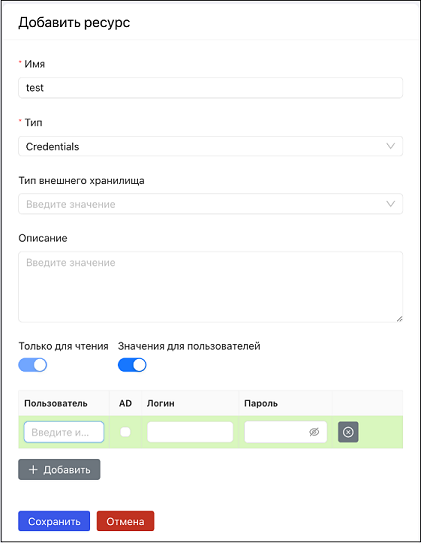 Добавить ресурс
* Имя
test
* Тип
Credentials
Тип внешнего хранилища
Введите значение
Описание
Введите значение
Только для чтения Значения для пользователей
Пользователь AD Логин Пароль
Введите и...
+ Добавить
Сохранить Отмена